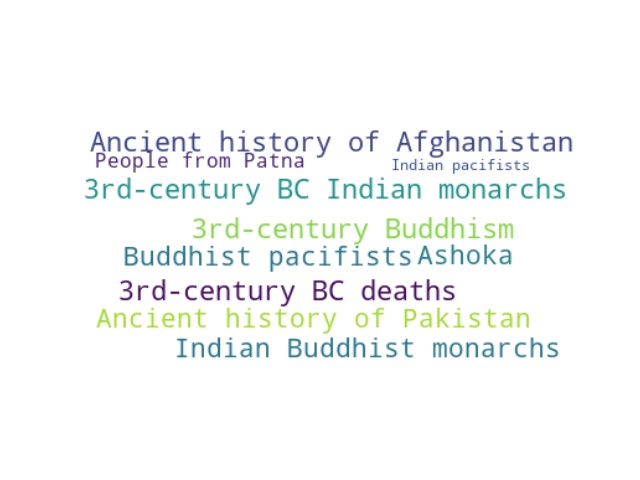 Ancient history of Afghanistan
People from Patna
Indian pacifists
3rd-century BC Indian monarchs
3rd-century Buddhism
Buddhist pacifists
Ashoka
3rd-century BC deaths
Ancient history of Pakistan
Indian Buddhist monarchs